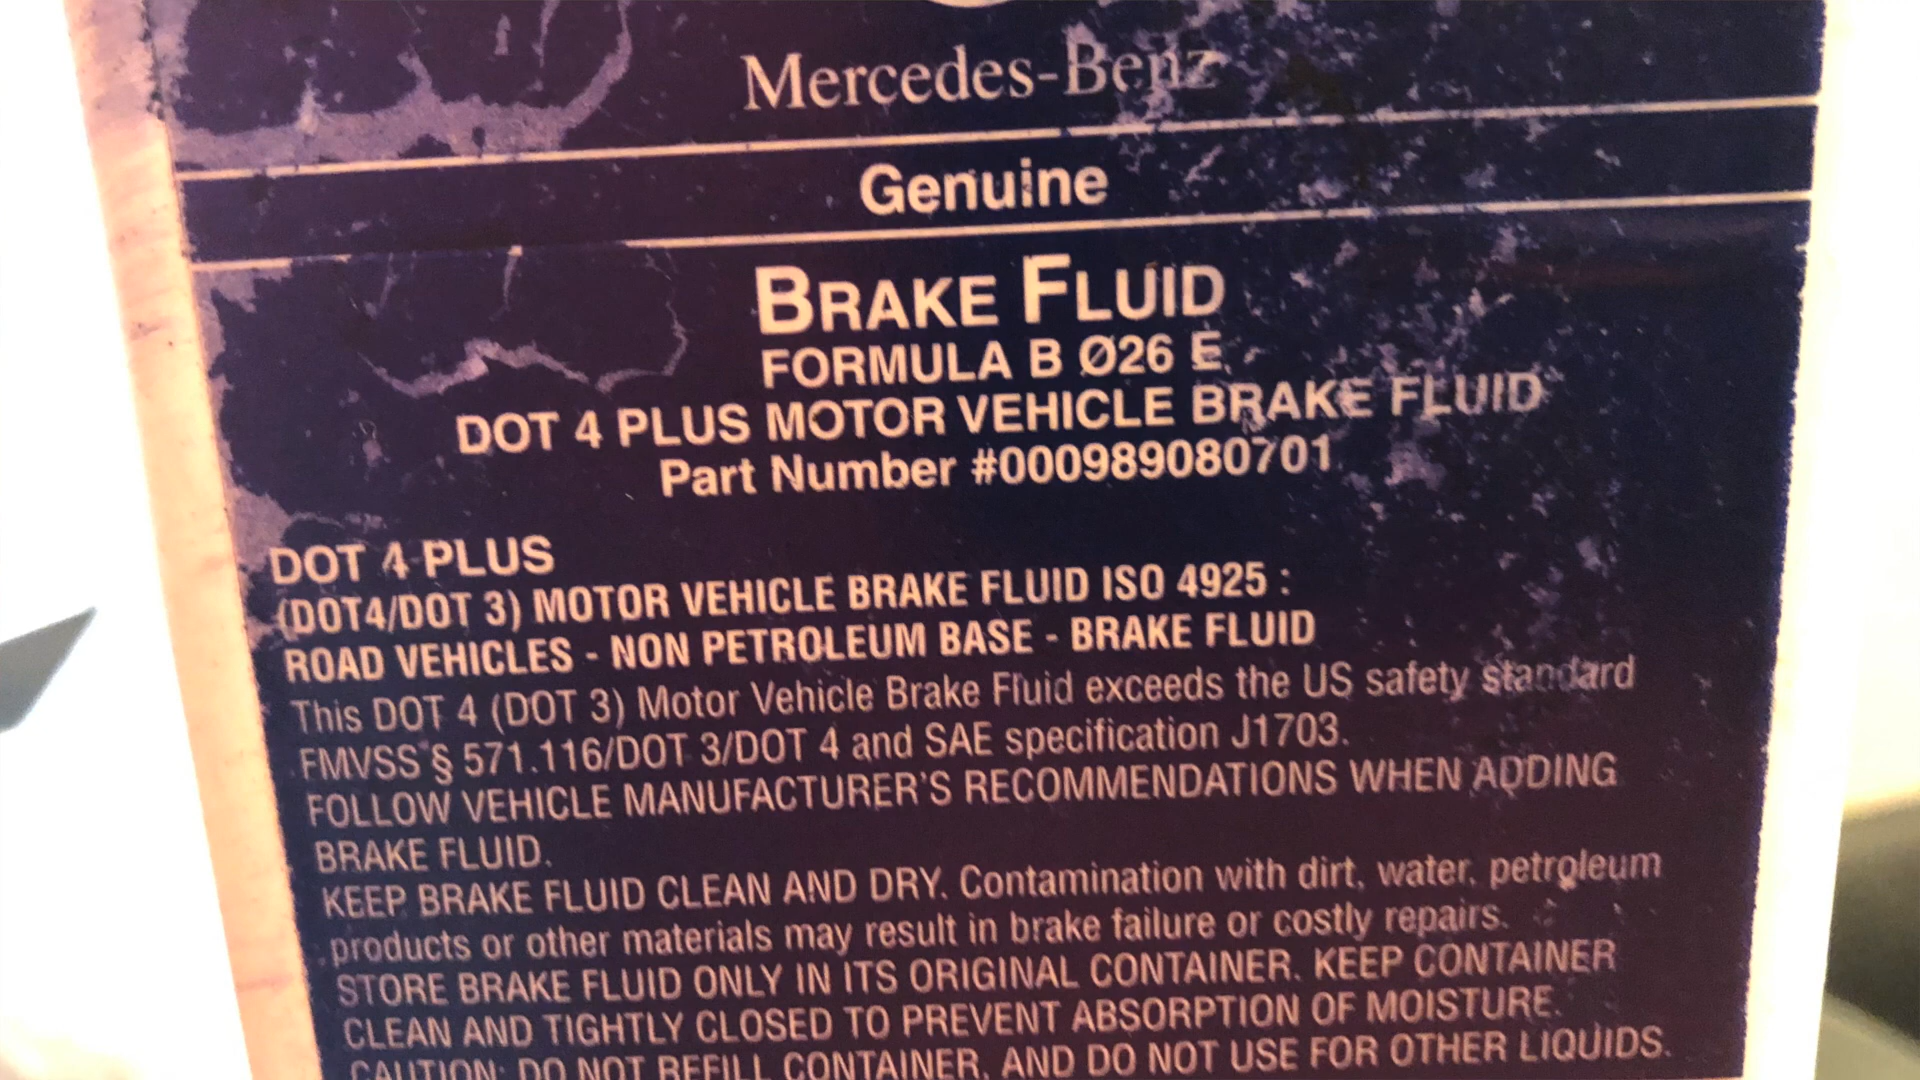 Mercedes-Benz
Genuine
BRAKE FLUID
FORMULA B Ø26 E
DOT 4 PLUS MOTOR VEHICLE BRAKE FLUID
Part Number #000989080701
DOT 4 PLUS
(DOT4/DOT 3) MOTOR VEHICLE BRAKE FLUID ISO 4925 :
ROAD VEHICLES - NON PETROLEUM BASE - BRAKE FLUID
This DOT 4 (DOT 3) Motor Vehicle Brake Fluid exceeds the US safety standard
FMVSS § 571.116/DOT 3/DOT 4 and SAE specification J1703.
FOLLOW VEHICLE MANUFACTURER'S RECOMMENDATIONS WHEN ADDING
BRAKE FLUID.
KEEP BRAKE FLUID CLEAN AND DRY. Contamination with dirt, water, petroleum
products or other materials may result in brake failure or costly repairs.
STORE BRAKE FLUID ONLY IN ITS ORIGINAL CONTAINER. KEEP CONTAINER
CLEAN AND TIGHTLY CLOSED TO PREVENT ABSORPTION OF MOISTURE.
CAUTION: DO NOT REFILL CONTAINER, AND DO NOT USE FOR OTHER LIQUIDS.